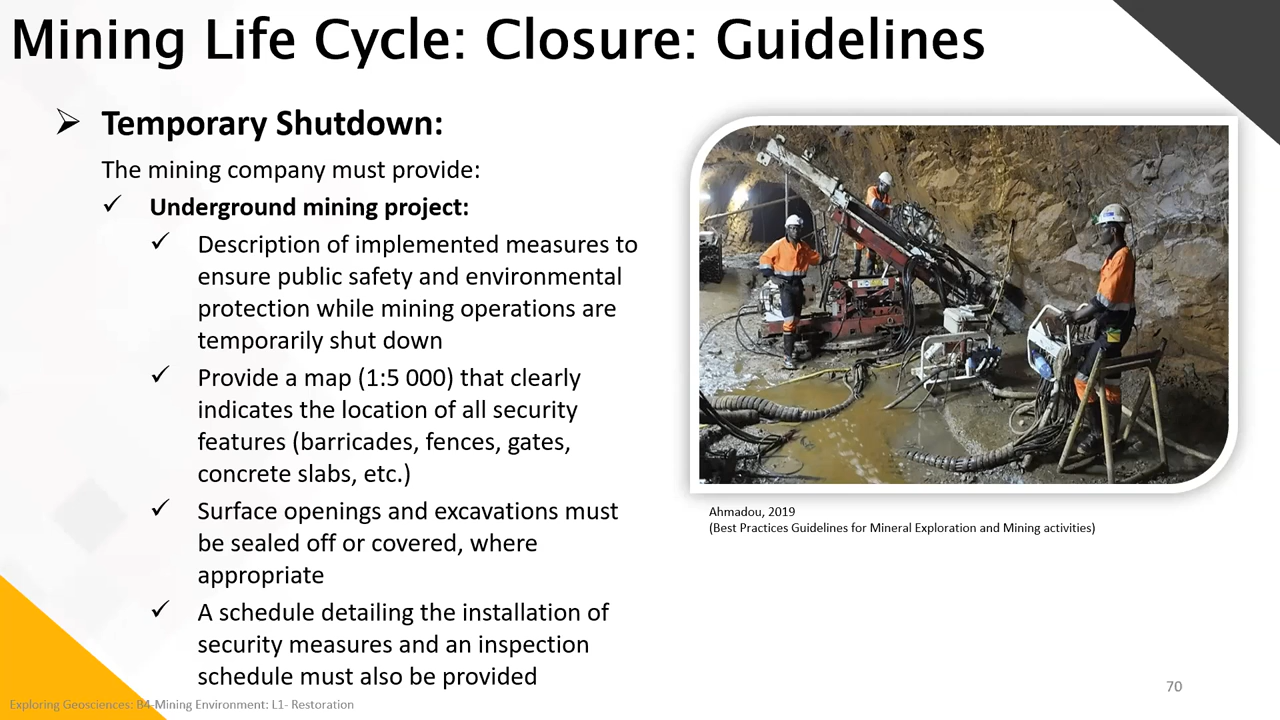 Mining Life Cycle: Closure: Guidelines
Temporary Shutdown:
The mining company must provide:
Underground mining project:
Description of implemented measures to
ensure public safety and environmental
protection while mining operations are
temporarily shut down
Provide a map (1:5 000) that clearly
indicates the location of all security
features (barricades, fences, gates,
concrete slabs, etc.)
Surface openings and excavations must
be sealed off or covered, where
appropriate
A schedule detailing the installation of
security measures and an inspection
schedule must also be provided
Ahmadou, 2019
(Best Practices Guidelines for Mineral Exploration and Mining activities)
Exploring Geosciences: B4-Mining Environment: L1- Restoration
70